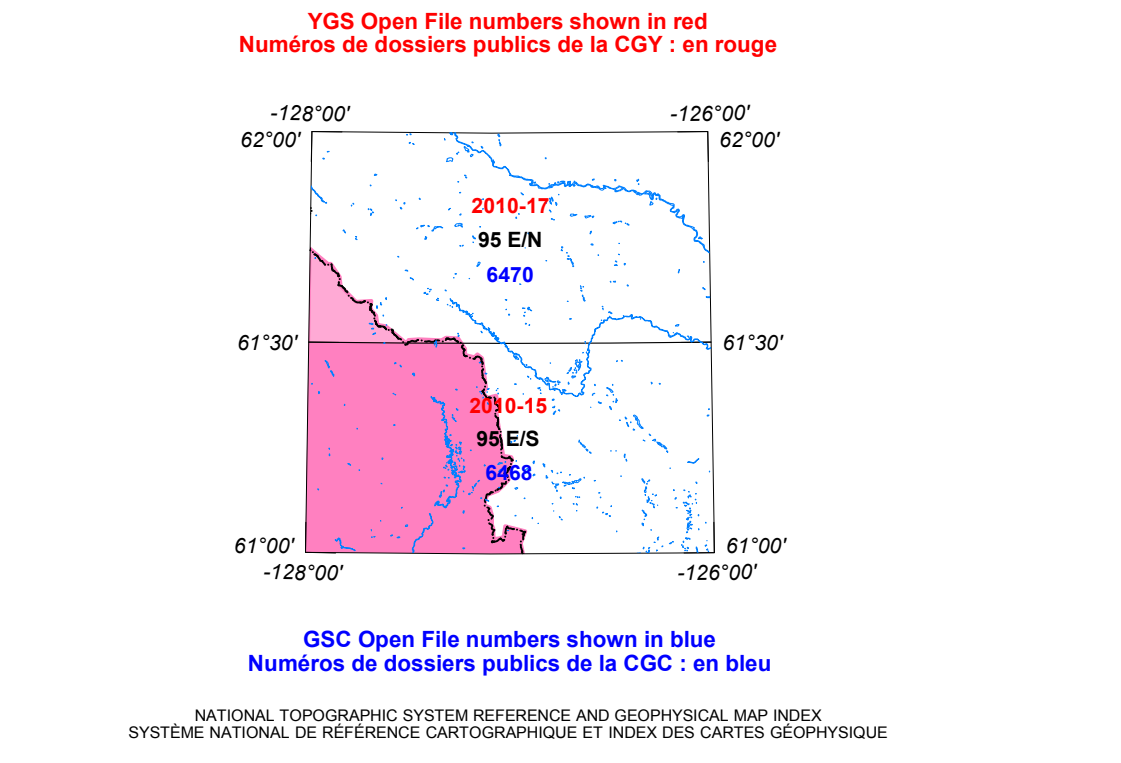 YGS Open File numbers shown in red
Numéros de dossiers publics de la CGY : en rouge
-128°00'
-126°00'
62°00'
62°00'
2010-17
95 E/N
6470
61°30'
61°30'
2010-15
95 E/S
6468
61°00'
61°00'
-128°00'
-126°00'
GSC Open File numbers shown in blue
Numéros de dossiers publics de la CGC : en bleu
NATIONAL TOPOGRAPHIC SYSTEM REFERENCE AND GEOPHYSICAL MAP INDEX
SYSTÈME NATIONAL DE RÉFÉRENCE CARTOGRAPHIQUE ET INDEX DES CARTES GÉOPHYSIQUE